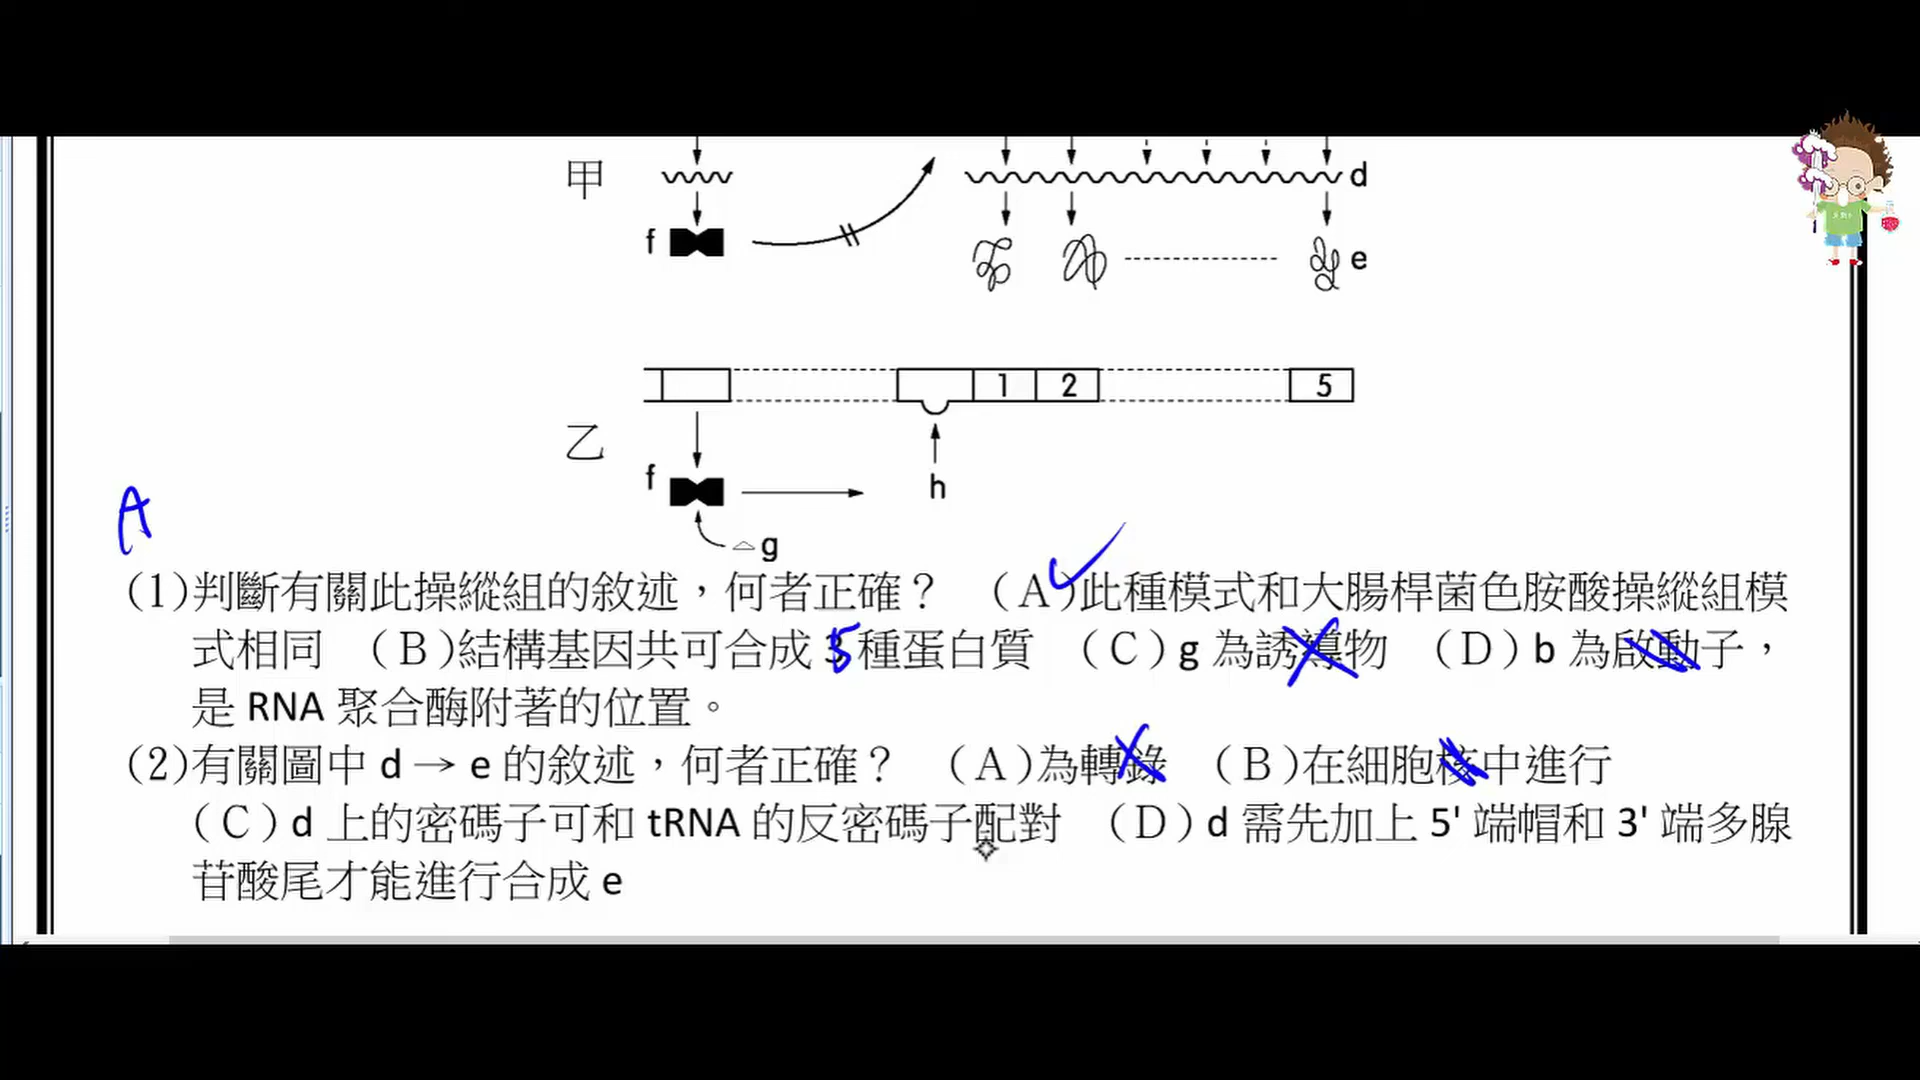 甲
d
f
e
1 2 5
乙
f
h
g
A
(1)判斷有關此操縱組的敘述，何者正確？ (A)此種模式和大腸桿菌色胺酸操縱組模
式相同 (B)結構基因共可合成 5 種蛋白質 (C) g 為誘導物 (D) b 為啟動子，
是 RNA 聚合酶附著的位置。
(2)有關圖中 d → e 的敘述，何者正確？ (A)為轉錄 (B)在細胞核中進行
(C) d 上的密碼子可和 tRNA 的反密碼子配對 (D) d 需先加上 5' 端帽和 3' 端多腺
苷酸尾才能進行合成 e